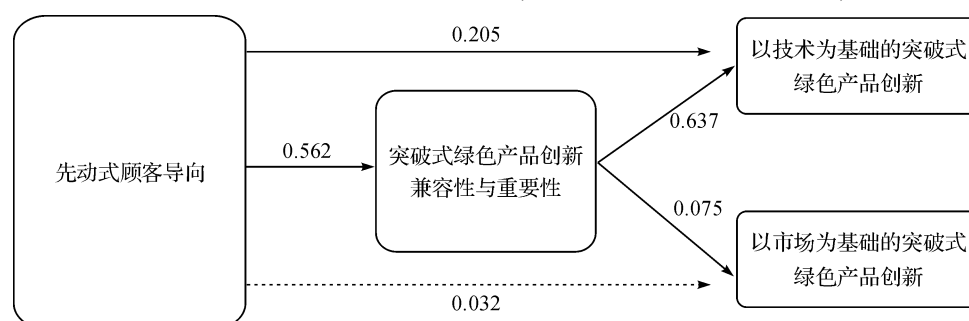 0.205
以技术为基础的突破式
绿色产品创新
0.637
先动式顾客导向
0.562
突破式绿色产品创新
兼容性与重要性
0.075
以市场为基础的突破式
绿色产品创新
0.032